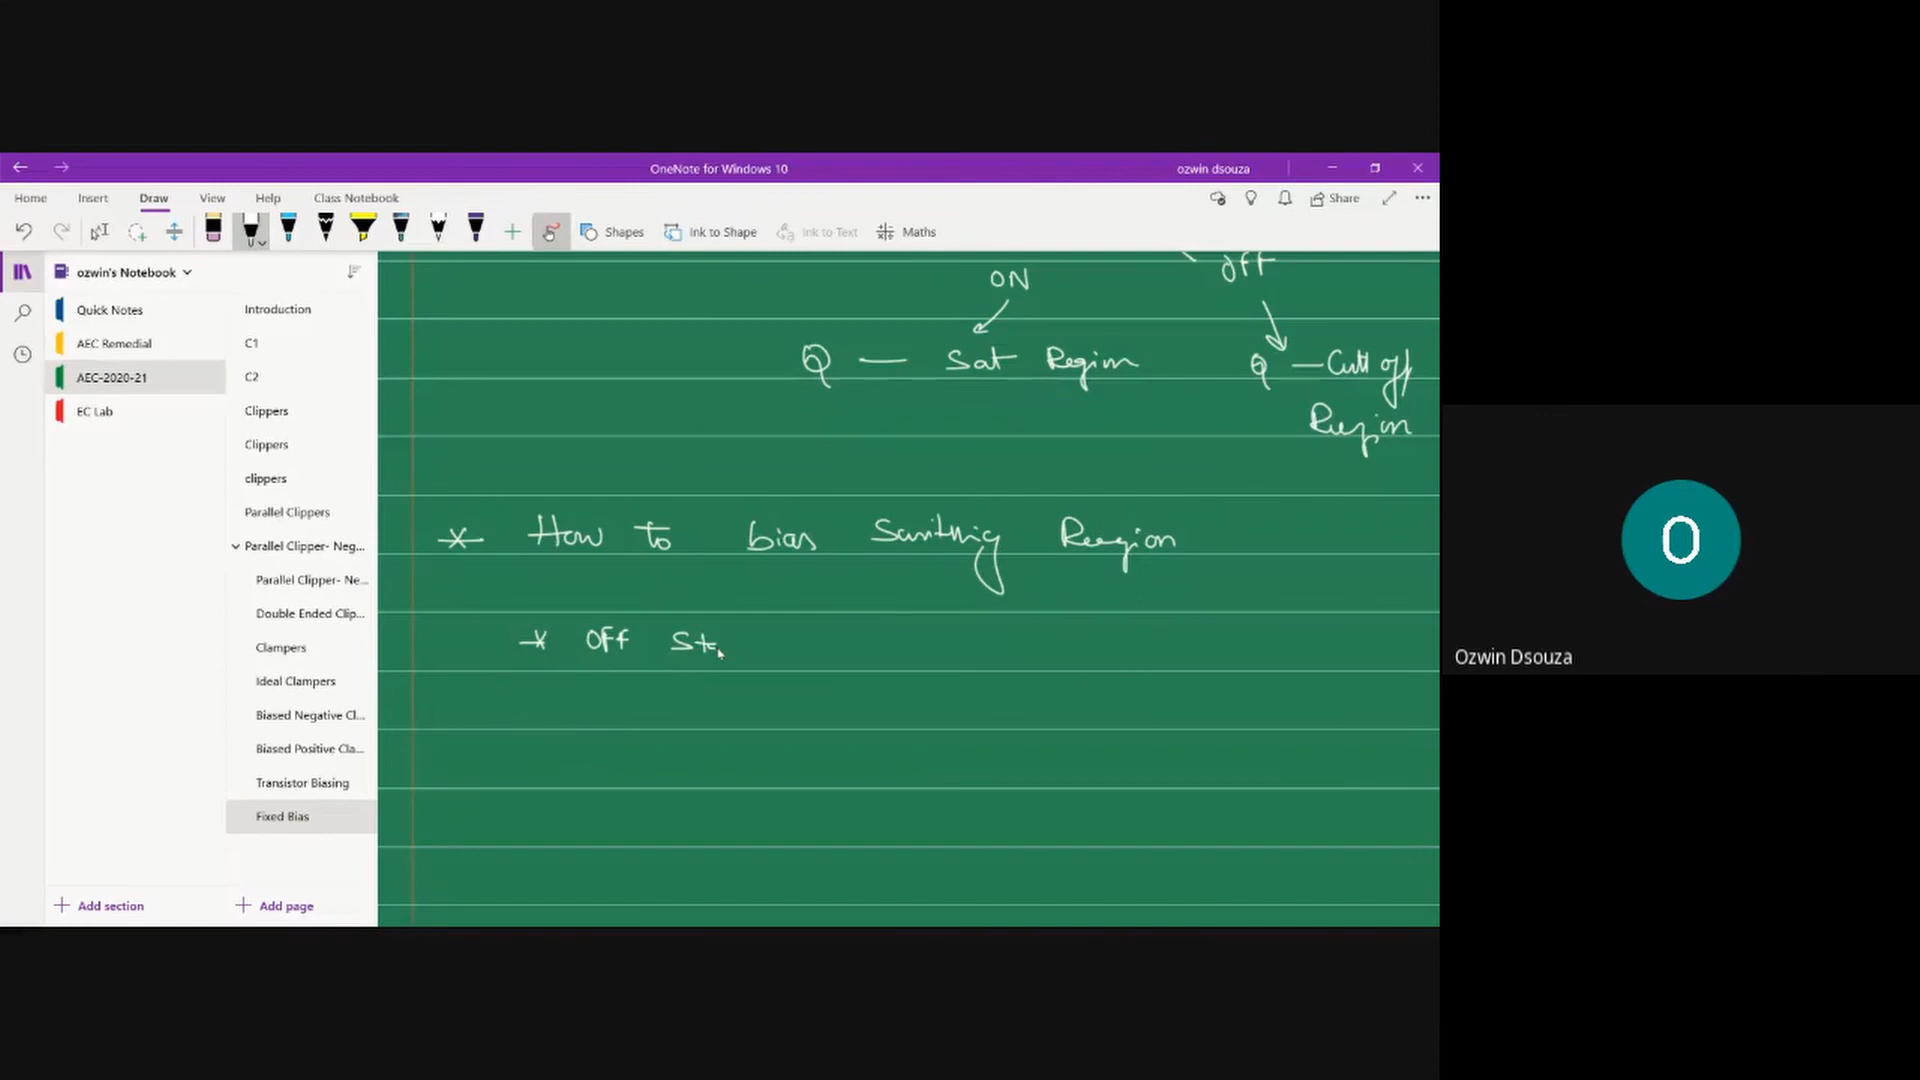 OneNote for Windows 10
ozwin dsouza
Home Insert Draw View Help Class Notebook
Share
Shapes Ink to Shape Ink to Text Maths
ozwin's Notebook
Quick Notes
AEC Remedial
AEC-2020-21
EC Lab
Add section
Introduction
C1
C2
Clippers
Clippers
clippers
Parallel Clippers
Parallel Clipper- Neg...
Parallel Clipper- Ne...
Double Ended Clip...
Clampers
Ideal Clampers
Biased Negative Cl...
Biased Positive Cla...
Transistor Biasing
Fixed Bias
Add page
ON OFF
Q — Sat Region Q — Cutt off
Region
* How to bias Region
* OFF St
O
Ozwin Dsouza